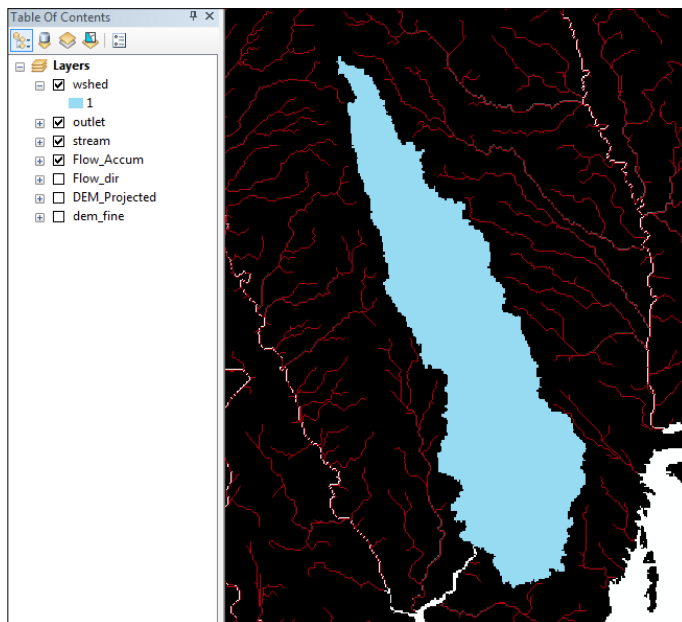 Table Of Contents
Layers
wshed
1
outlet
stream
Flow_Accum
Flow_dir
DEM_Projected
dem_fine